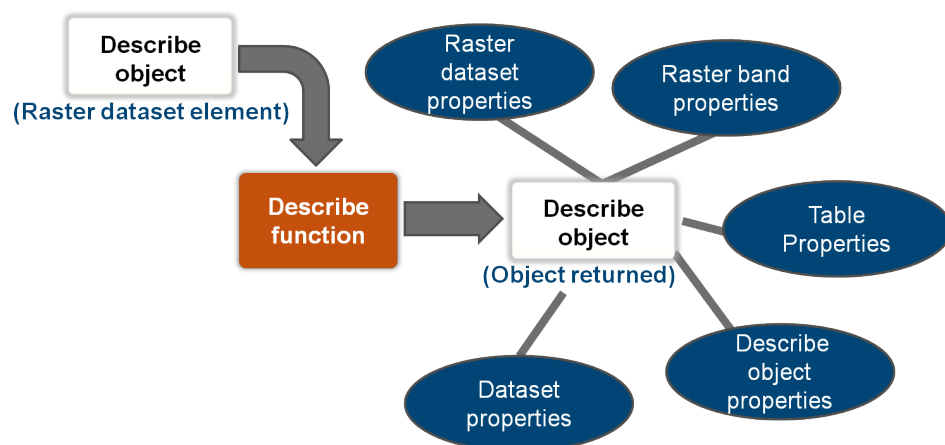 Describe
object
(Raster dataset element)
Describe
function
Describe
object
(Object returned)
Raster
dataset
properties
Raster band
properties
Table
Properties
Describe
object
properties
Dataset
properties